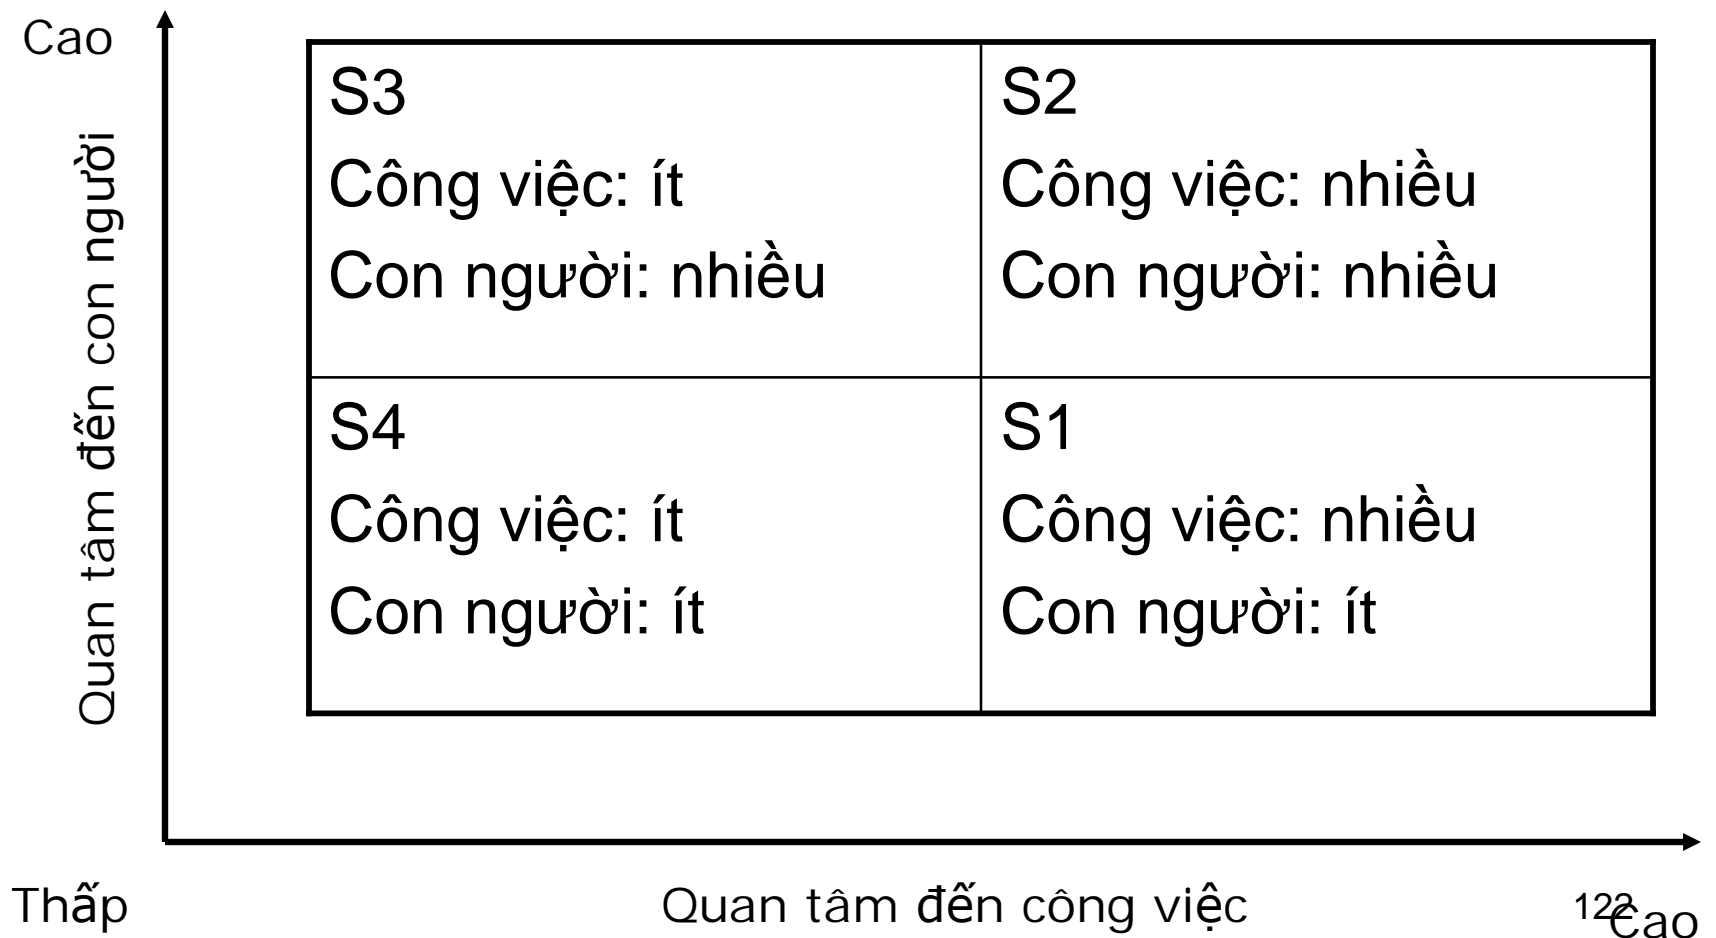 Cao
Quan tâm đến con người
S3
Công việc: ít
Con người: nhiều
S2
Công việc: nhiều
Con người: nhiều
S4
Công việc: ít
Con người: ít
S1
Công việc: nhiều
Con người: ít
Thấp
Quan tâm đến công việc
Cao